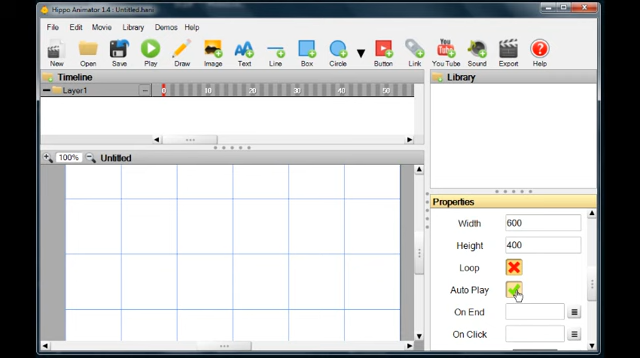 Hippo Animator 1.4 : Untitled.hani
File Edit Movie Library Demos Help
New Open Save Play Draw Image Text Line Box Circle Button Link You Tube Sound Export Help
Timeline
Layer1
0 10 20 30 40 50
100% Untitled
Library
Properties
Width 600
Height 400
Loop
Auto Play
On End
On Click